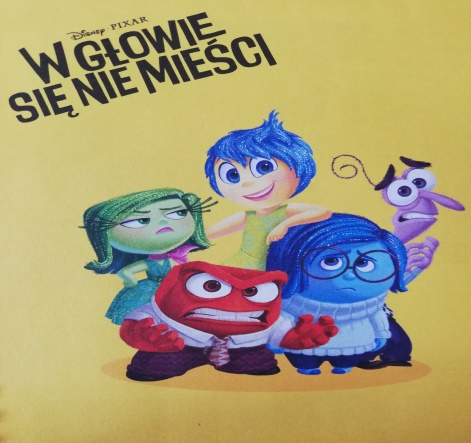 Disney PIXAR
W GŁOWIE
SIĘ NIE MIEŚCI